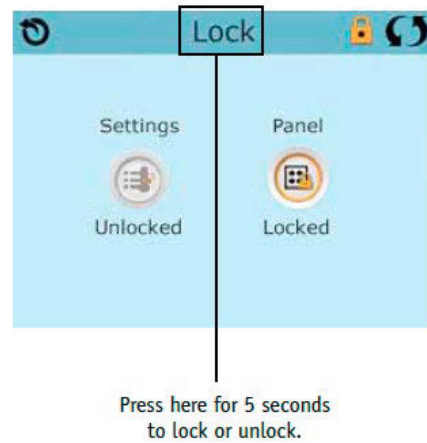 Lock
Settings
Panel
Unlocked
Locked
Press here for 5 seconds
to lock or unlock.